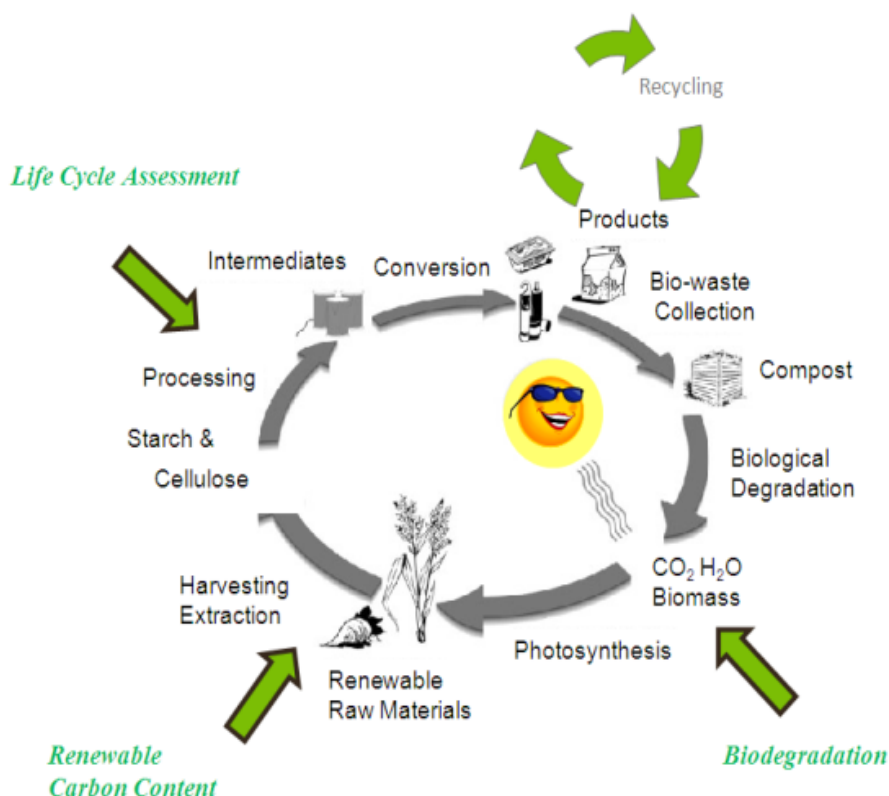 Recycling
Life Cycle Assessment
Products
Intermediates
Conversion
Bio-waste
Collection
Processing
Compost
Starch &
Cellulose
Biological
Degradation
CO₂ H₂O
Biomass
Harvesting
Extraction
Photosynthesis
Renewable
Raw Materials
Renewable
Carbon Content
Biodegradation